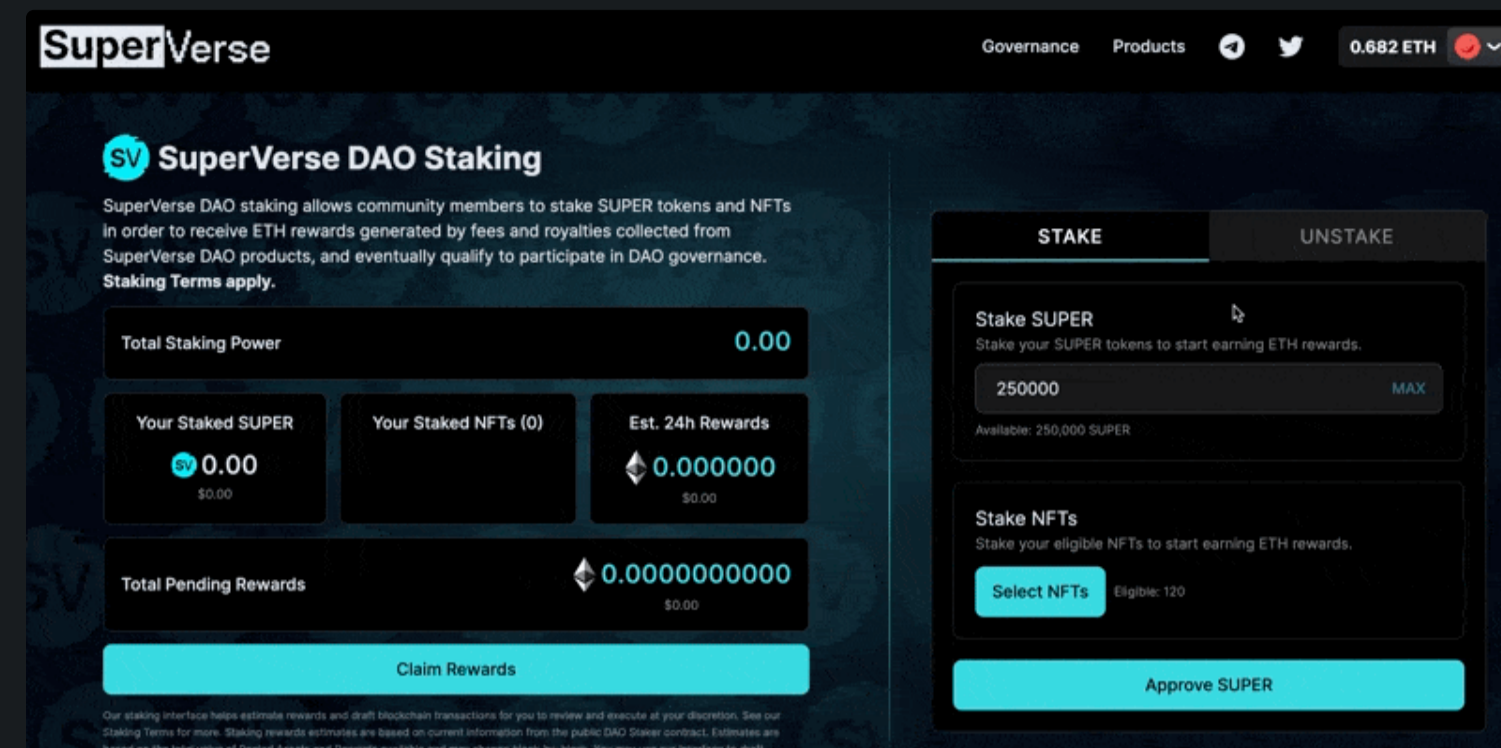 SuperVerse
Governance
Products
0.682 ETH
SV SuperVerse DAO Staking
SuperVerse DAO staking allows community members to stake SUPER tokens and NFTs
in order to receive ETH rewards generated by fees and royalties collected from
SuperVerse DAO products, and eventually qualify to participate in DAO governance.
Staking Terms apply.
Total Staking Power
0.00
Your Staked SUPER
SV 0.00
$0.00
Your Staked NFTs (0)
Est. 24h Rewards
0.000000
$0.00
Total Pending Rewards
0.0000000000
$0.00
Claim Rewards
Our staking interface helps estimate rewards and draft blockchain transactions for you to review and execute at your discretion. See our
Staking Terms for more. Staking rewards estimates are based on current information from the public DAO Staker contract. Estimates are
STAKE
UNSTAKE
Stake SUPER
Stake your SUPER tokens to start earning ETH rewards.
250000
MAX
Available: 250,000 SUPER
Stake NFTs
Stake your eligible NFTs to start earning ETH rewards.
Select NFTs
Eligible: 120
Approve SUPER